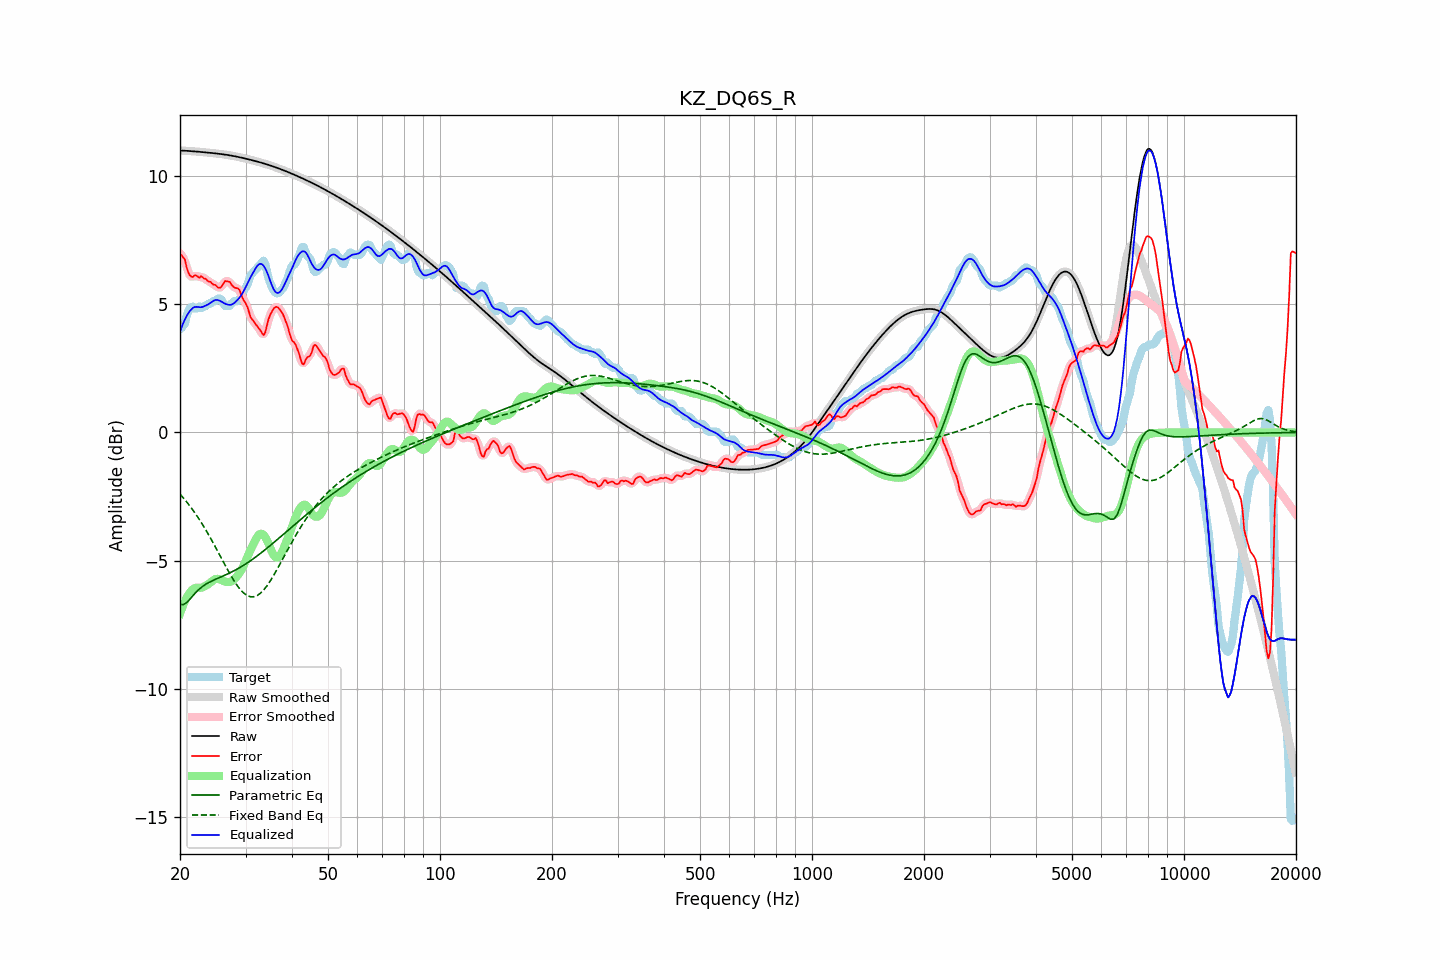 KZ_DQ6S_R
Amplitude (dBr)
10
5
0
−5
−10
−15
Target
Raw Smoothed
Error Smoothed
Raw
Error
Equalization
Parametric Eq
Fixed Band Eq
Equalized
20 50 100 200 500 1000 2000 5000 10000 20000
Frequency (Hz)